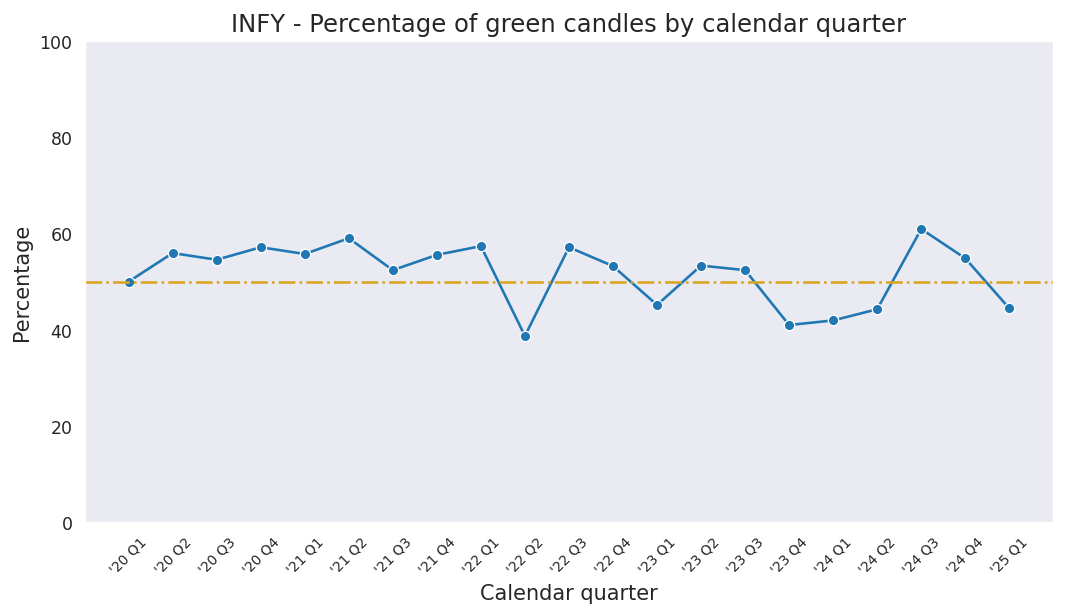 INFY - Percentage of green candles by calendar quarter
100
80
60
40
20
0
Percentage
'20 Q1
'20 Q2
'20 Q3
'20 Q4
'21 Q1
'21 Q2
'21 Q3
'21 Q4
'22 Q1
'22 Q2
'22 Q3
'22 Q4
'23 Q1
'23 Q2
'23 Q3
'23 Q4
'24 Q1
'24 Q2
'24 Q3
'24 Q4
'25 Q1
Calendar quarter